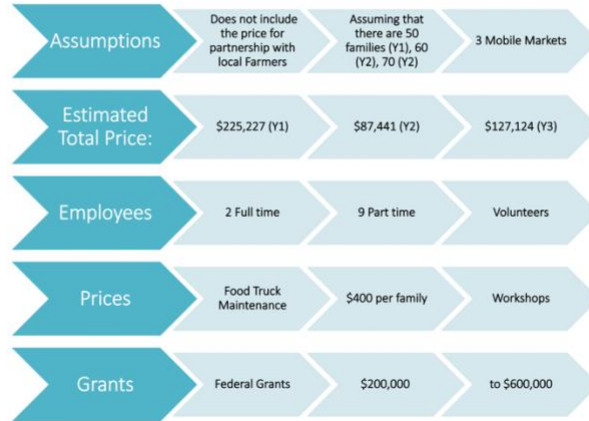 Assumptions
Does not include
the price for
partnership with
local Farmers
Assuming that
there are 50
families (Y1), 60
(Y2), 70 (Y2)
3 Mobile Markets
Estimated
Total Price:
$225,227 (Y1)
$87,441 (Y2)
$127,124 (Y3)
Employees
2 Full time
9 Part time
Volunteers
Prices
Food Truck
Maintenance
$400 per family
Workshops
Grants
Federal Grants
$200,000
to $600,000